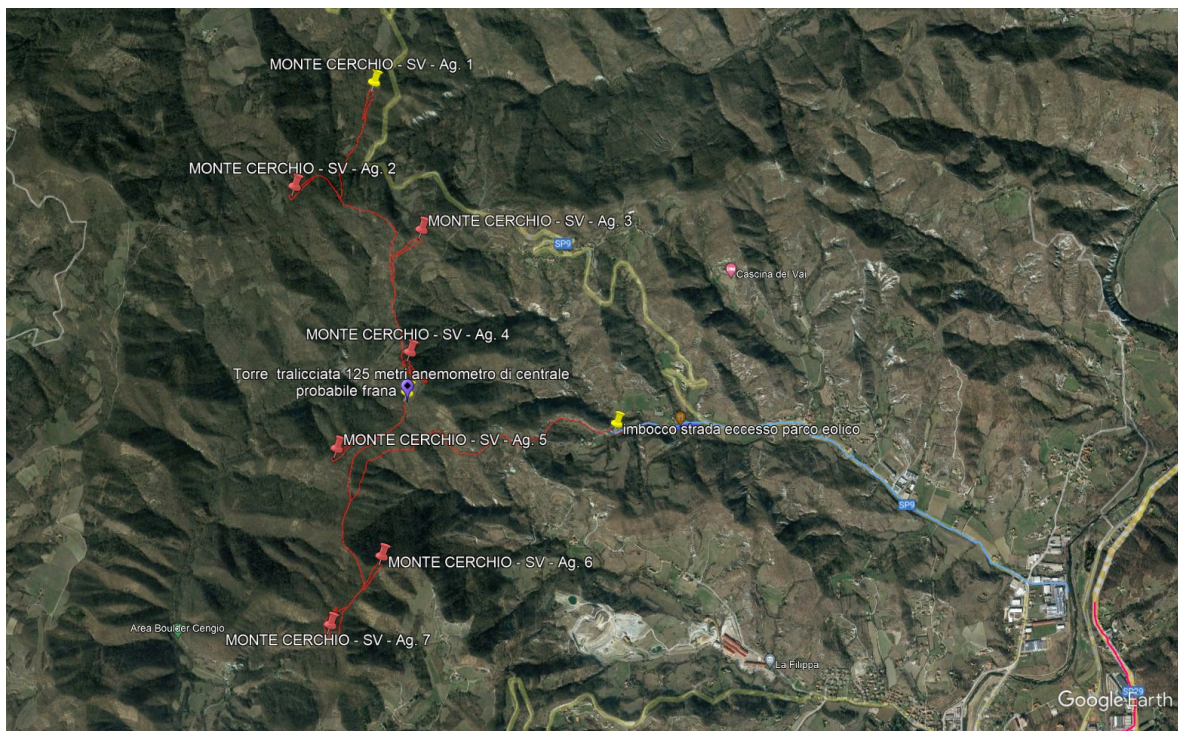 MONTE CERCHIO - SV - Ag. 1
MONTE CERCHIO - SV - Ag. 2
MONTE CERCHIO - SV - Ag. 3
SP9
Cascina del Vai
MONTE CERCHIO - SV - Ag. 4
Torre tralicciata 125 metri anemometro di centrale
probabile frana
imbocco strada eccesso parco eolico
MONTE CERCHIO - SV - Ag. 5
SP9
MONTE CERCHIO - SV - Ag. 6
Area Boulder Cengio
MONTE CERCHIO - SV - Ag. 7
La Filippa
SP29
Google Earth